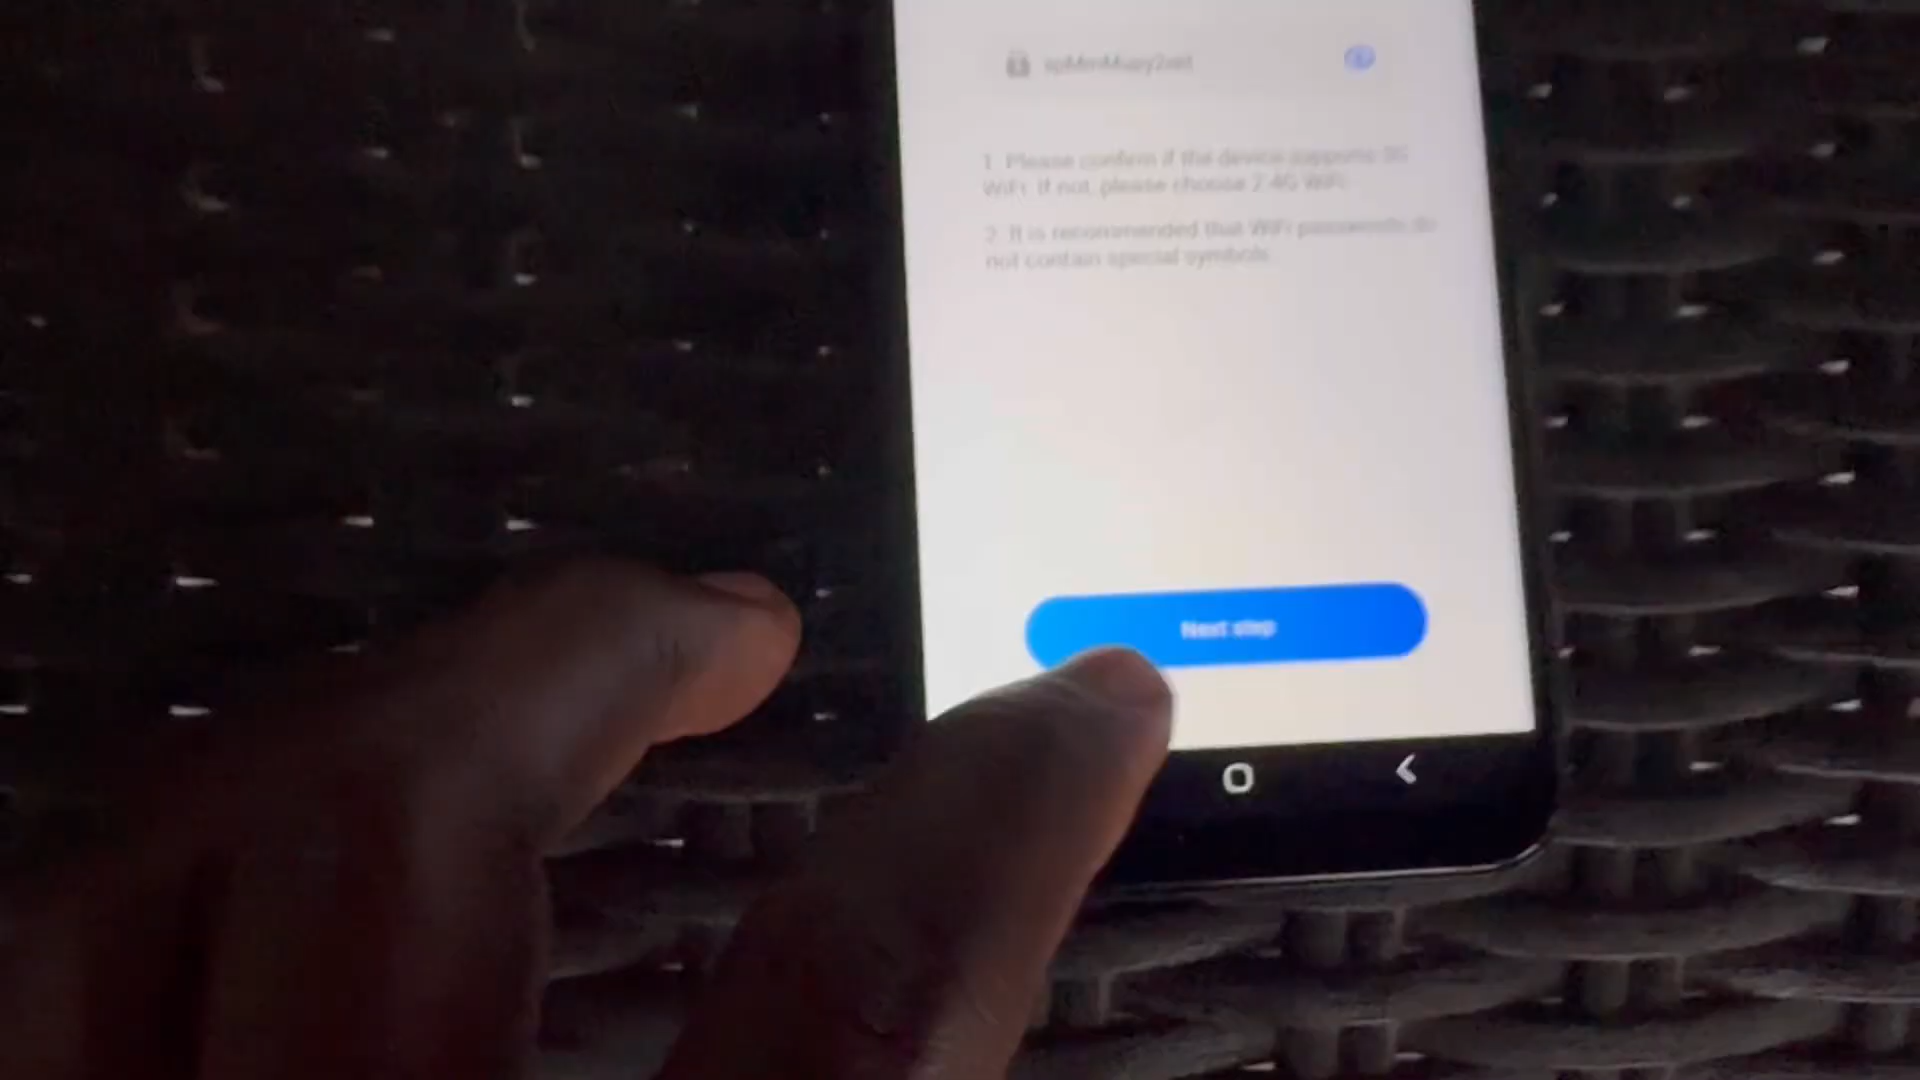 1. Please confirm if the device supports 5G
WiFi. If not, please choose 2.4G WiFi.
2. It is recommended that WiFi passwords do
not contain special symbols.
Next step